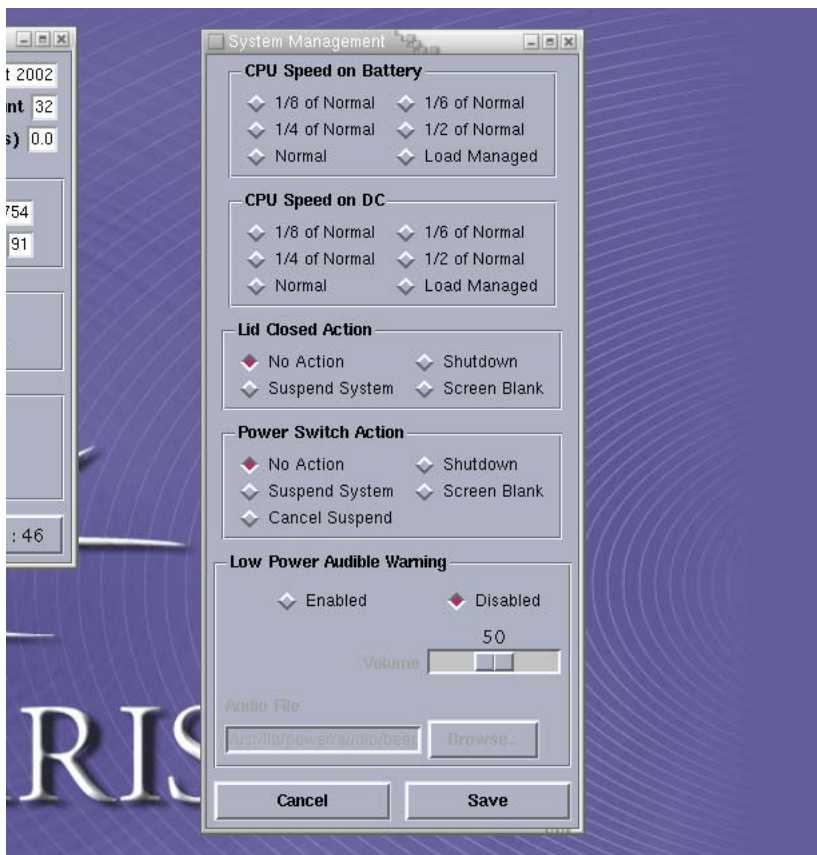 System Management
CPU Speed on Battery
1/8 of Normal 1/6 of Normal
1/4 of Normal 1/2 of Normal
Normal Load Managed
CPU Speed on DC
1/8 of Normal 1/6 of Normal
1/4 of Normal 1/2 of Normal
Normal Load Managed
Lid Closed Action
No Action Shutdown
Suspend System Screen Blank
Power Switch Action
No Action Shutdown
Suspend System Screen Blank
Cancel Suspend
Low Power Audible Warning
Enabled Disabled
50
Volume
Audio File
/usr/lib/power/audio/beep
Browse..
Cancel Save
t 2002
nt 32
s) 0.0
754
91
: 46
RIS